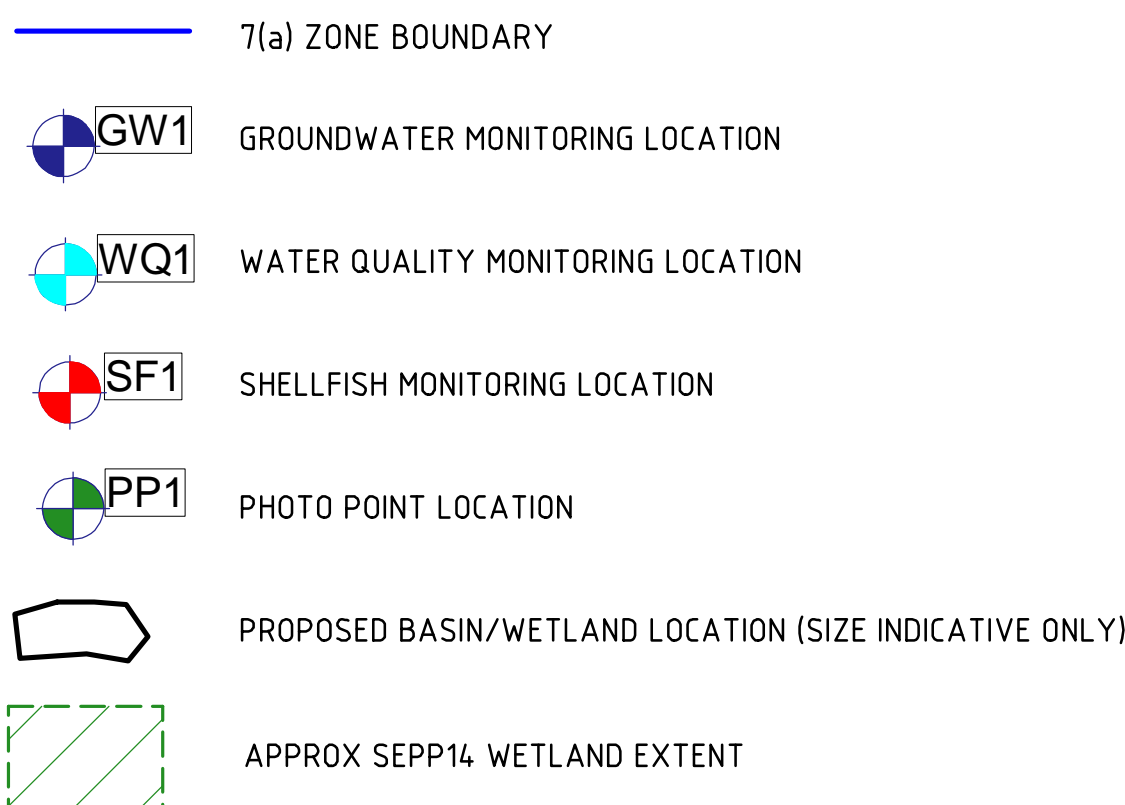 7(a) ZONE BOUNDARY
GW1 GROUNDWATER MONITORING LOCATION
WQ1 WATER QUALITY MONITORING LOCATION
SF1 SHELLFISH MONITORING LOCATION
PP1 PHOTO POINT LOCATION
PROPOSED BASIN/WETLAND LOCATION (SIZE INDICATIVE ONLY)
APPROX SEPP14 WETLAND EXTENT